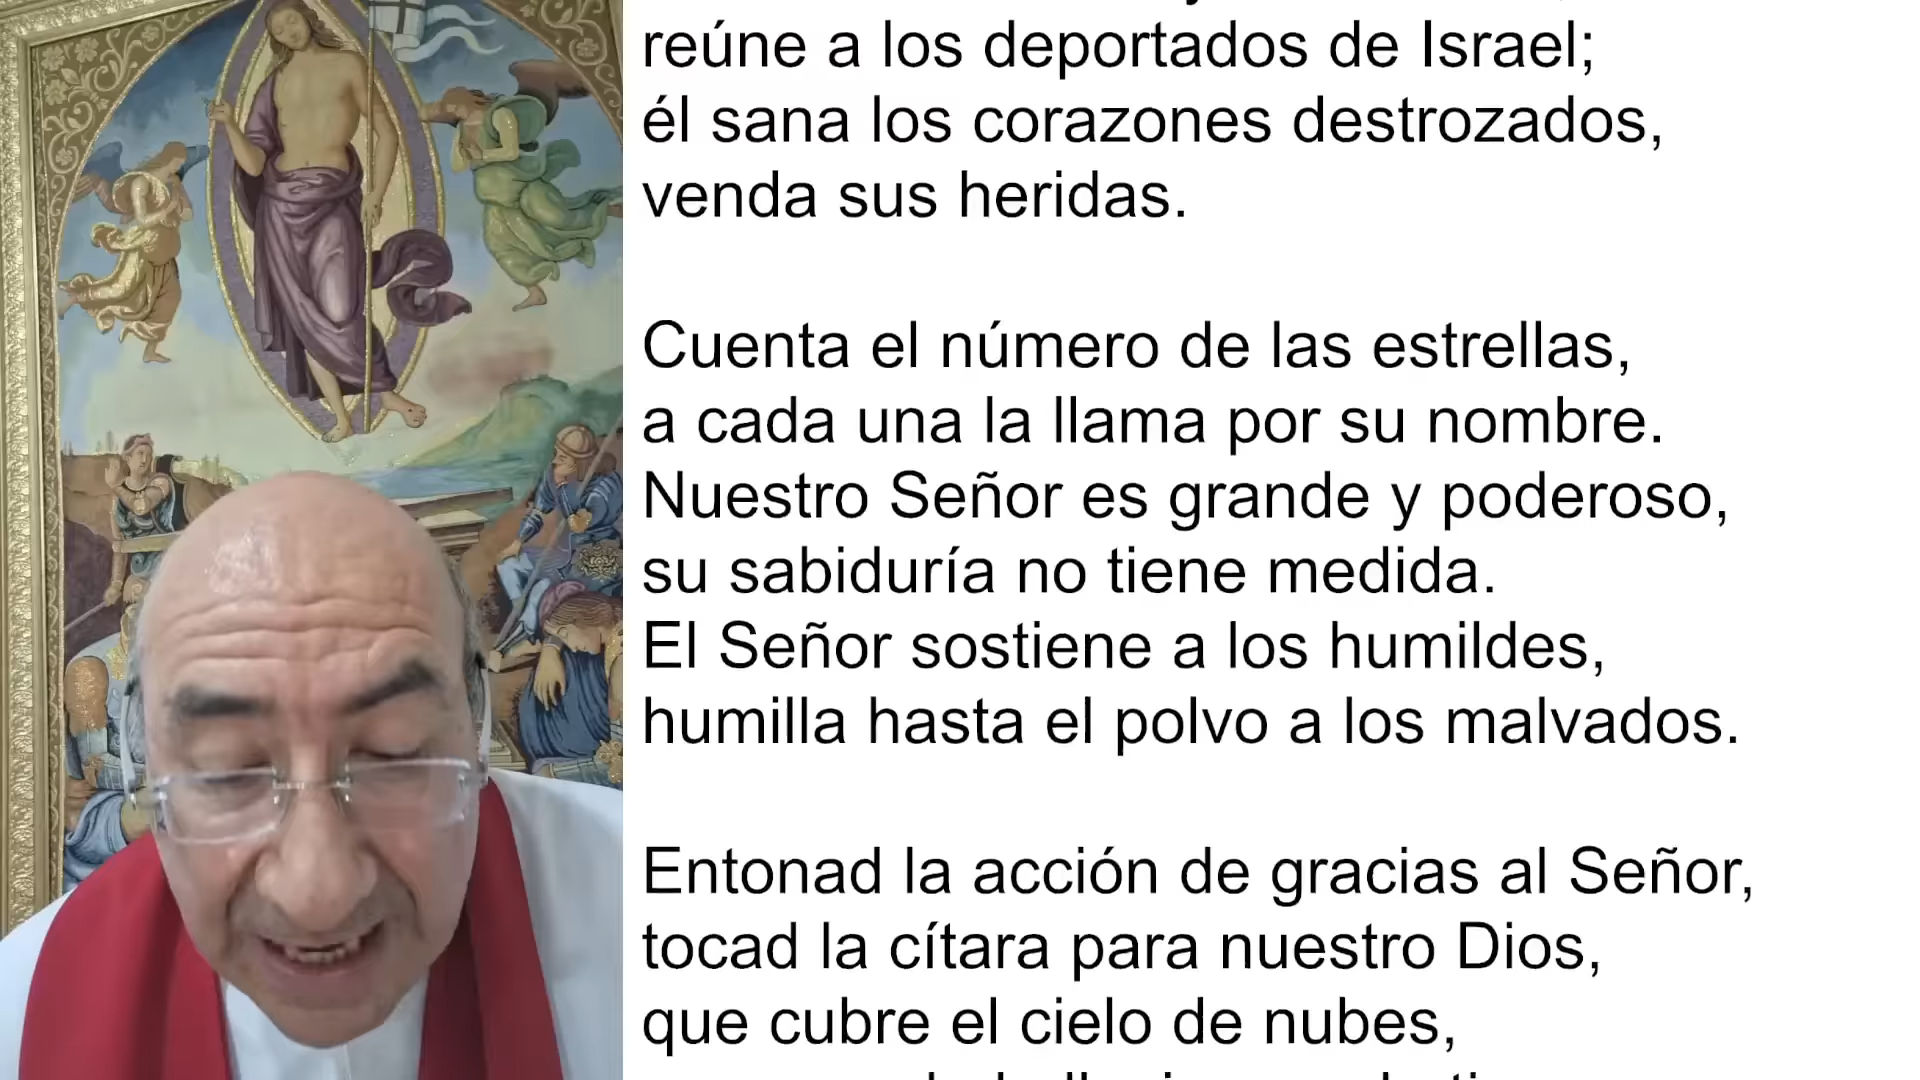 reúne a los deportados de Israel;
él sana los corazones destrozados,
venda sus heridas.
Cuenta el número de las estrellas,
a cada una la llama por su nombre.
Nuestro Señor es grande y poderoso,
su sabiduría no tiene medida.
El Señor sostiene a los humildes,
humilla hasta el polvo a los malvados.
Entonad la acción de gracias al Señor,
tocad la cítara para nuestro Dios,
que cubre el cielo de nubes,